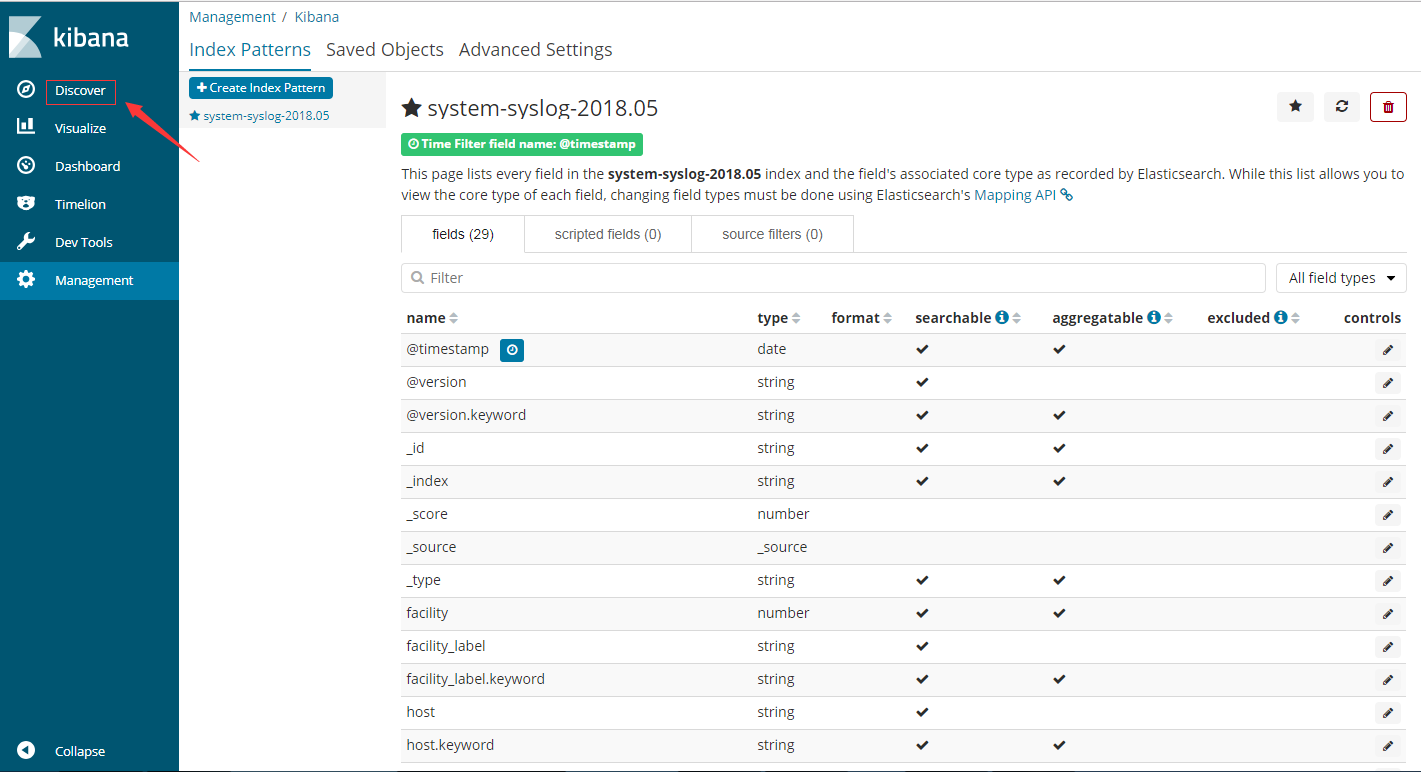 kibana
Discover
Visualize
Dashboard
Timelion
Dev Tools
Management
Collapse
Management / Kibana
Index Patterns Saved Objects Advanced Settings
Create Index Pattern
system-syslog-2018.05
system-syslog-2018.05
Time Filter field name: @timestamp
This page lists every field in the system-syslog-2018.05 index and the field's associated core type as recorded by Elasticsearch. While this list allows you to
view the core type of each field, changing field types must be done using Elasticsearch's Mapping API
fields (29) scripted fields (0) source filters (0)
Filter All field types
name type format searchable aggregatable excluded controls
@timestamp date
@version string
@version.keyword string
_id string
_index string
_score number
_source _source
_type string
facility number
facility_label string
facility_label.keyword string
host string
host.keyword string